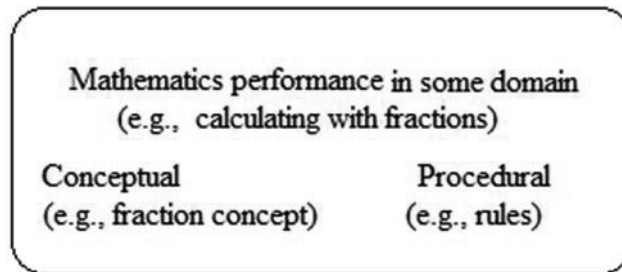 Mathematics performance in some domain
(e.g., calculating with fractions)
Conceptual Procedural
(e.g., fraction concept) (e.g., rules)